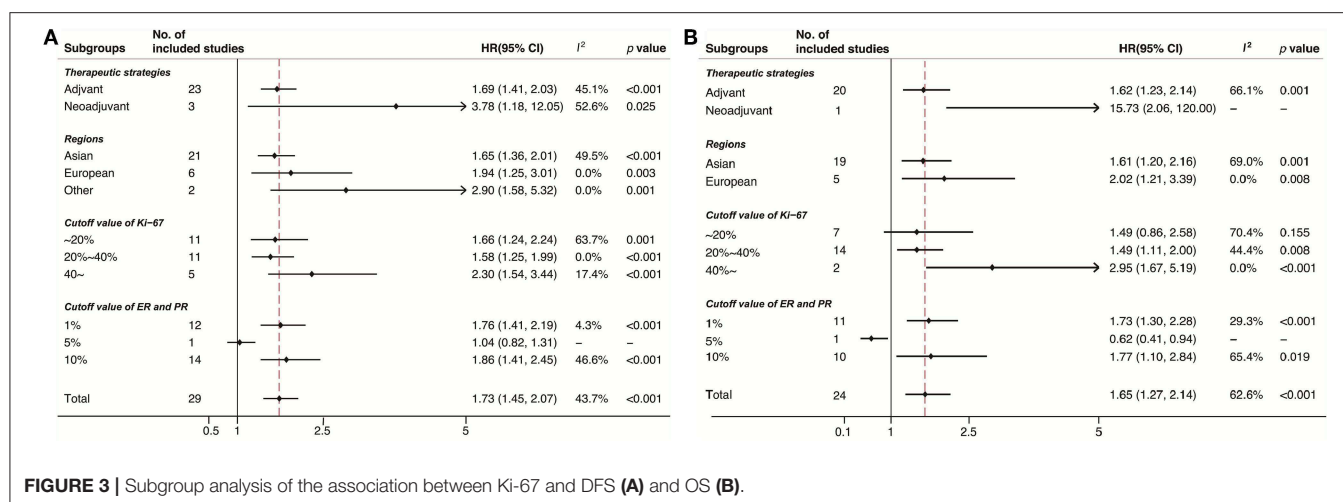 A
Subgroups No. of included studies HR(95% CI) I² p value
Therapeutic strategies
Adjvant 23 1.69 (1.41, 2.03) 45.1% <0.001
Neoadjuvant 3 3.78 (1.18, 12.05) 52.6% 0.025
Regions
Asian 21 1.65 (1.36, 2.01) 49.5% <0.001
European 6 1.94 (1.25, 3.01) 0.0% 0.003
Other 2 2.90 (1.58, 5.32) 0.0% 0.001
Cutoff value of Ki-67
~20% 11 1.66 (1.24, 2.24) 63.7% 0.001
20%~40% 11 1.58 (1.25, 1.99) 0.0% <0.001
40~ 5 2.30 (1.54, 3.44) 17.4% <0.001
Cutoff value of ER and PR
1% 12 1.76 (1.41, 2.19) 4.3% <0.001
5% 1 1.04 (0.82, 1.31) – –
10% 14 1.86 (1.41, 2.45) 46.6% <0.001
Total 29 1.73 (1.45, 2.07) 43.7% <0.001
0.5 1 2.5 5
B
Subgroups No. of included studies HR(95% CI) I² p value
Therapeutic strategies
Adjvant 20 1.62 (1.23, 2.14) 66.1% 0.001
Neoadjuvant 1 15.73 (2.06, 120.00) – –
Regions
Asian 19 1.61 (1.20, 2.16) 69.0% 0.001
European 5 2.02 (1.21, 3.39) 0.0% 0.008
Cutoff value of Ki-67
~20% 7 1.49 (0.86, 2.58) 70.4% 0.155
20%~40% 14 1.49 (1.11, 2.00) 44.4% 0.008
40%~ 2 2.95 (1.67, 5.19) 0.0% <0.001
Cutoff value of ER and PR
1% 11 1.73 (1.30, 2.28) 29.3% <0.001
5% 1 0.62 (0.41, 0.94) – –
10% 10 1.77 (1.10, 2.84) 65.4% 0.019
Total 24 1.65 (1.27, 2.14) 62.6% <0.001
0.1 1 2.5 5
FIGURE 3 | Subgroup analysis of the association between Ki-67 and DFS (A) and OS (B).